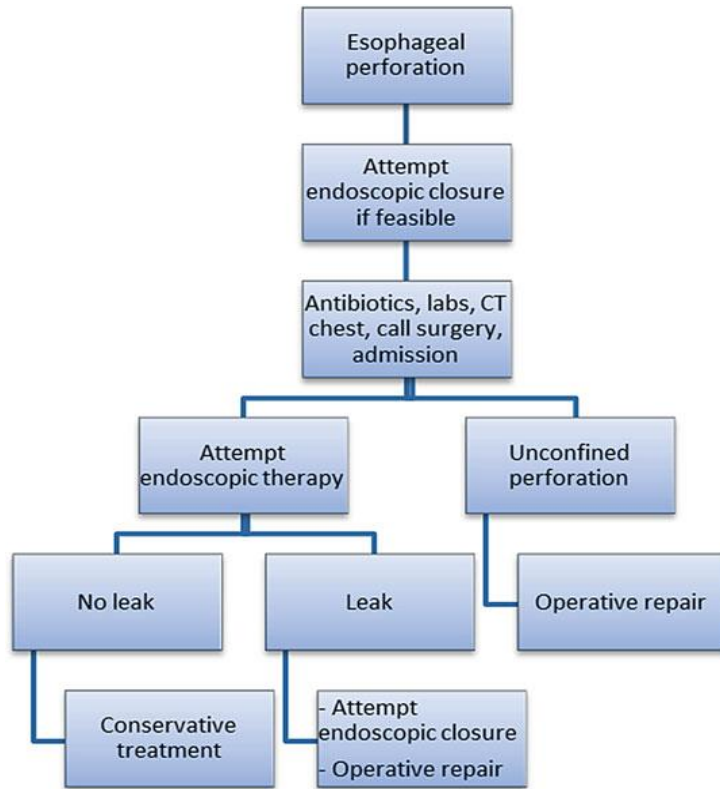 Esophageal
perforation
Attempt
endoscopic closure
if feasible
Antibiotics, labs, CT
chest, call surgery,
admission
Attempt
endoscopic therapy
Unconfined
perforation
No leak
Leak
Operative repair
Conservative
treatment
- Attempt
endoscopic closure
- Operative repair